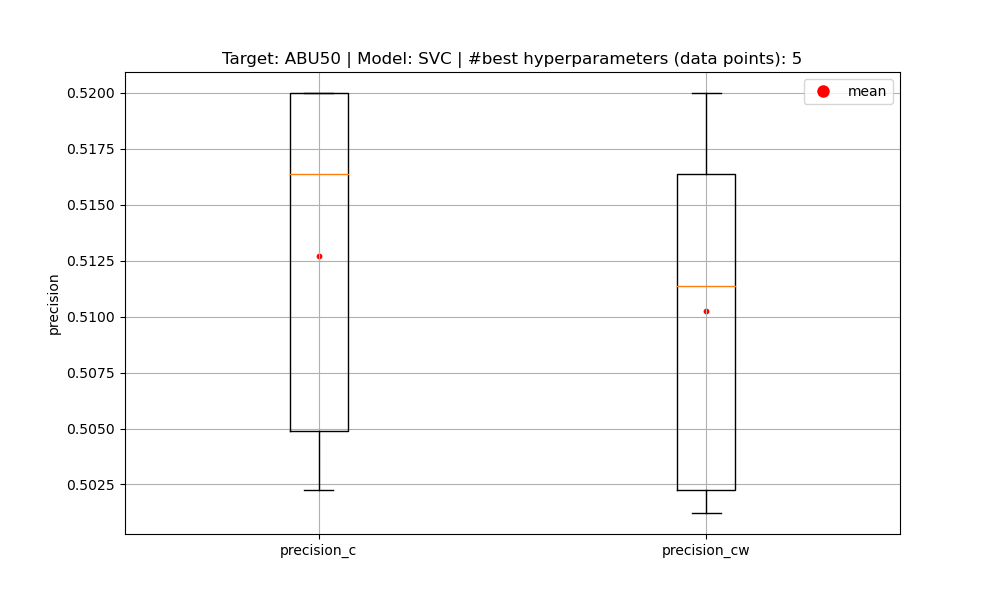 Target: ABU50 | Model: SVC | #best hyperparameters (data points): 5
mean
0.5200
0.5175
0.5150
0.5125
0.5100
0.5075
0.5050
0.5025
precision
precision_c
precision_cw